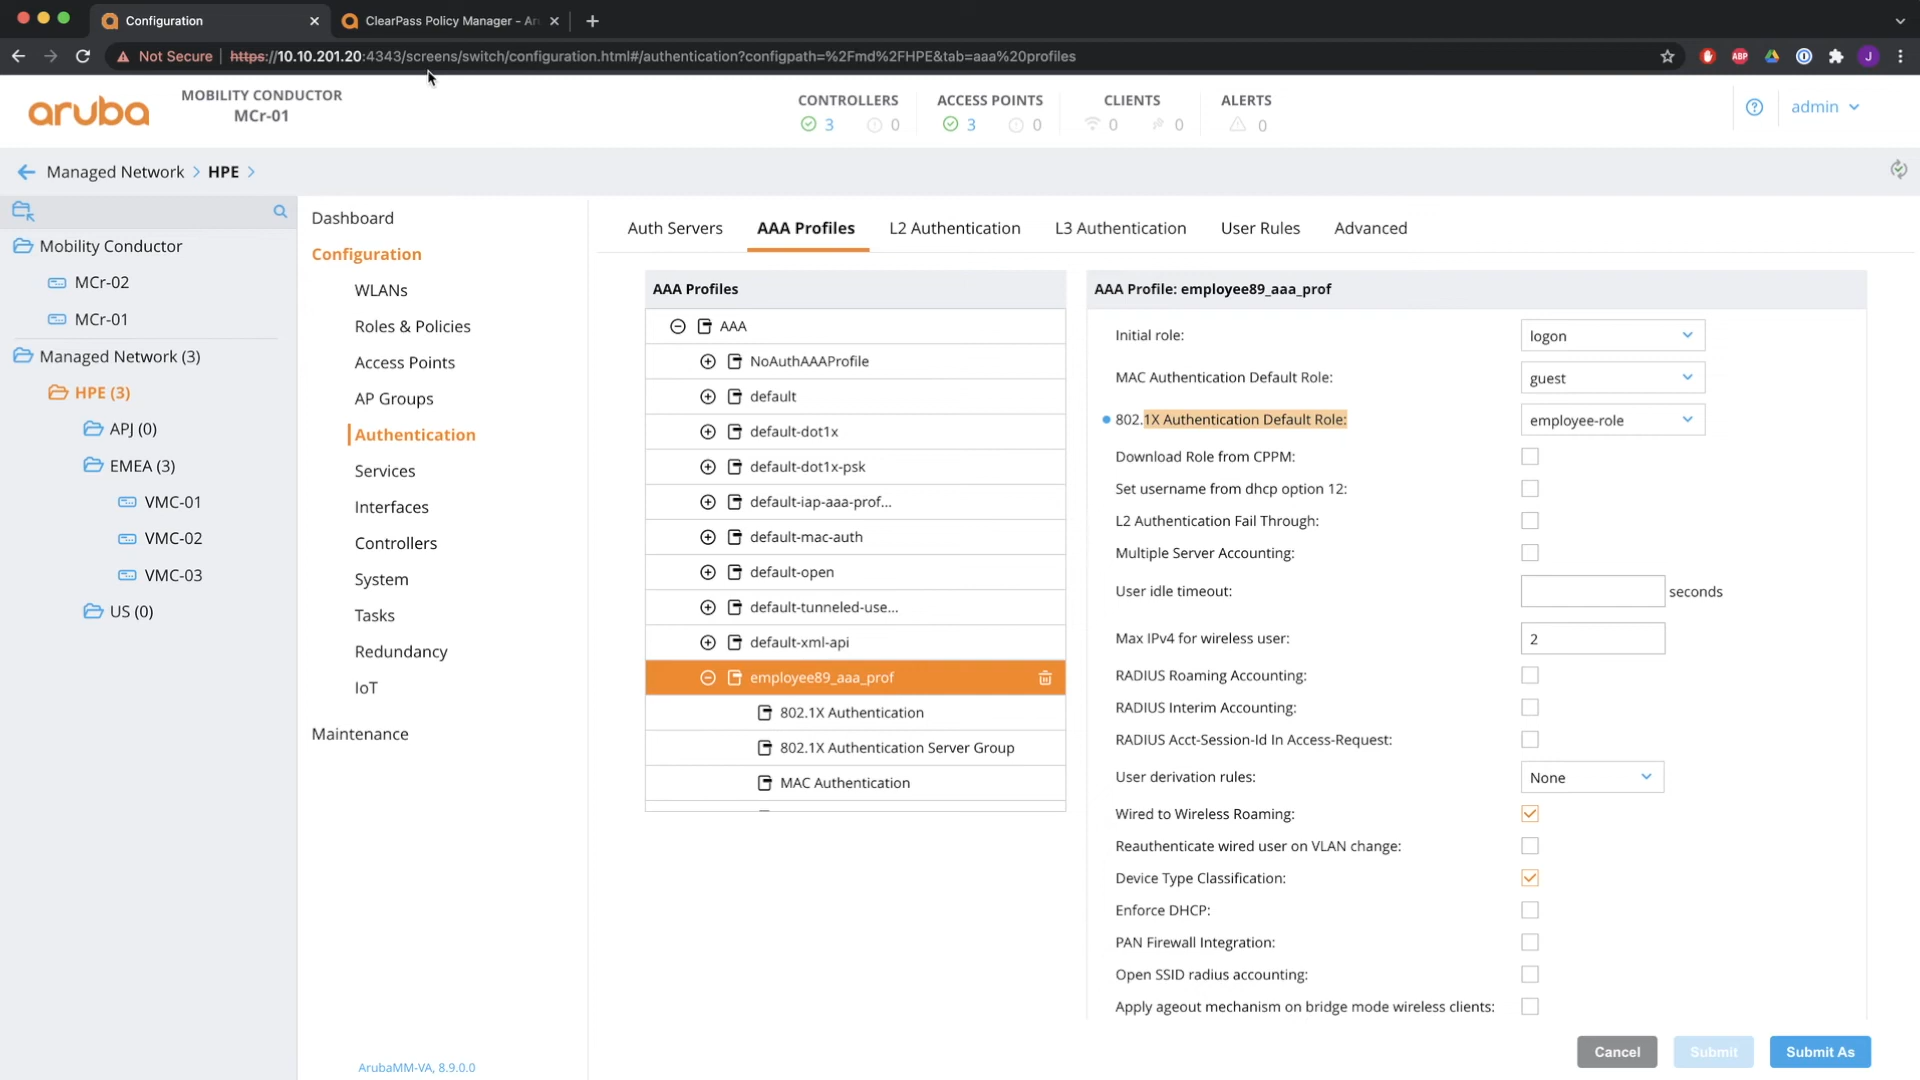 Configuration
ClearPass Policy Manager - Ar
Not Secure
https://10.10.201.20:4343/screens/switch/configuration.html#/authentication?configpath=%2Fmd%2FHPE&tab=aaa%20profiles
ABP
J
aruba
MOBILITY CONDUCTOR
MCr-01
CONTROLLERS
3
0
ACCESS POINTS
3
0
CLIENTS
0
0
ALERTS
0
admin
Managed Network > HPE >
Mobility Conductor
MCr-02
MCr-01
Managed Network (3)
HPE (3)
APJ (0)
EMEA (3)
VMC-01
VMC-02
VMC-03
US (0)
Dashboard
Configuration
WLANs
Roles & Policies
Access Points
AP Groups
Authentication
Services
Interfaces
Controllers
System
Tasks
Redundancy
IoT
Maintenance
ArubaMM-VA, 8.9.0.0
Auth Servers
AAA Profiles
L2 Authentication
L3 Authentication
User Rules
Advanced
AAA Profiles
AAA
NoAuthAAAProfile
default
default-dot1x
default-dot1x-psk
default-iap-aaa-prof...
default-mac-auth
default-open
default-tunneled-use...
default-xml-api
employee89_aaa_prof
802.1X Authentication
802.1X Authentication Server Group
MAC Authentication
AAA Profile: employee89_aaa_prof
Initial role: logon
MAC Authentication Default Role: guest
802.1X Authentication Default Role: employee-role
Download Role from CPPM:
Set username from dhcp option 12:
L2 Authentication Fail Through:
Multiple Server Accounting:
User idle timeout: seconds
Max IPv4 for wireless user: 2
RADIUS Roaming Accounting:
RADIUS Interim Accounting:
RADIUS Acct-Session-Id In Access-Request:
User derivation rules: None
Wired to Wireless Roaming:
Reauthenticate wired user on VLAN change:
Device Type Classification:
Enforce DHCP:
PAN Firewall Integration:
Open SSID radius accounting:
Apply ageout mechanism on bridge mode wireless clients:
Cancel
Submit
Submit As